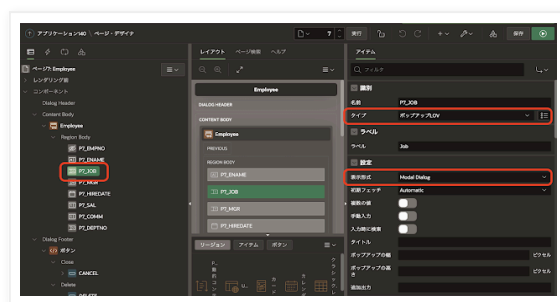 アプリケーション140 \ ページ・デザイナ
7
実行
保存
レイアウト ページ検索 ヘルプ
アイテム
ページ7: Employee
レンダリング前
コンポーネント
Dialog Header
Content Body
Employee
Region Body
P7_EMPNO
P7_ENAME
P7_JOB
P7_MGR
P7_HIREDATE
P7_SAL
P7_COMM
P7_DEPTNO
Dialog Footer
ボタン
Close
CANCEL
Delete
DELETE
Employee
DIALOG HEADER
CONTENT BODY
Employee
PREVIOUS
REGION BODY
P7_ENAME
P7_JOB
P7_MGR
P7_HIREDATE
リージョン アイテム ボタン
フィルタ
識別
名前 P7_JOB
タイプ ポップアップLOV
ラベル
ラベル Job
設定
表示形式 Modal Dialog
初期フェッチ Automatic
複数の値
手動入力
入力時に検索
タイトル
ポップアップの幅 ピクセル
ポップアップの高さ ピクセル
追加出力